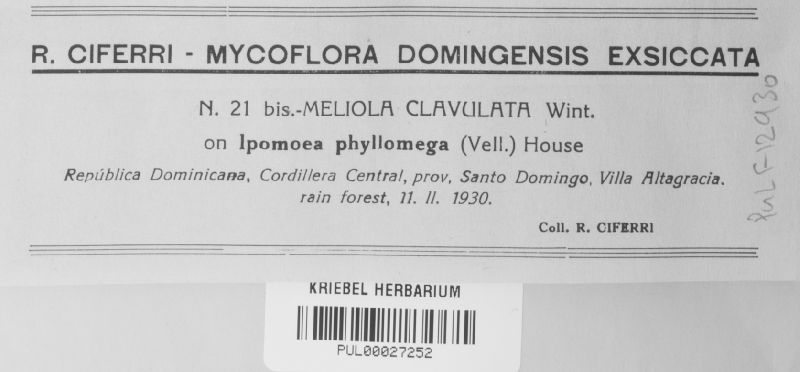 R. CIFERRI - MYCOFLORA DOMINGENSIS EXSICCATA
N. 21 bis.-MELIOLA CLAVULATA Wint.
on Ipomoea phyllomega (Vell.) House
República Dominicana, Cordillera Central, prov, Santo Domingo, Villa Altagracia.
rain forest, 11. II. 1930.
Coll. R. CIFERRI
PUL F-12930
KRIEBEL HERBARIUM
PUL00027252